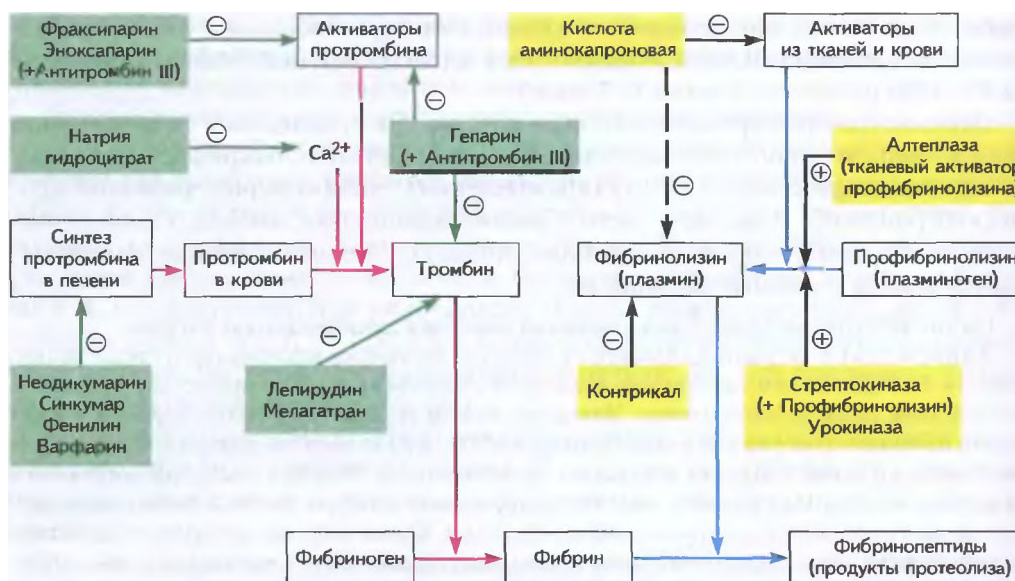 Фраксипарин
Эноксапарин
(+Антитромбин III)
⊖
Активаторы
протромбина
Кислота
аминокапроновая
⊖
Активаторы
из тканей и крови
⊖
Натрия
гидроцитрат
⊖
Ca²⁺
Гепарин
(+ Антитромбин III)
⊖
⊖
⊕
Алтеплаза
(тканевый активатор
профибринолизина)
Синтез
протромбина
в печени
Протромбин
в крови
Тромбин
Фибринолизин
(плазмин)
Профибринолизин
(плазминоген)
⊖
⊖
⊖
⊕
Неодикумарин
Синкумар
Фенилин
Варфарин
Лепирудин
Мелагатран
Контрикал
Стрептокиназа
(+ Профибринолизин)
Урокиназа
Фибриноген
Фибрин
Фибринопептиды
(продукты протеолиза)